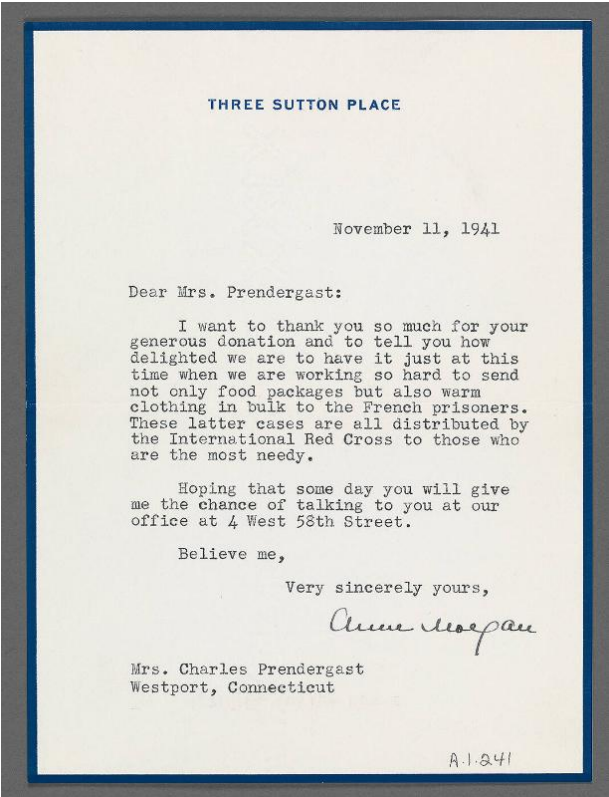 THREE SUTTON PLACE
November 11, 1941
Dear Mrs. Prendergast:
I want to thank you so much for your
generous donation and to tell you how
delighted we are to have it just at this
time when we are working so hard to send
not only food packages but also warm
clothing in bulk to the French prisoners.
These latter cases are all distributed by
the International Red Cross to those who
are the most needy.
Hoping that some day you will give
me the chance of talking to you at our
office at 4 West 58th Street.
Believe me,
Very sincerely yours,
Anne Morgan
Mrs. Charles Prendergast
Westport, Connecticut
A.1.241